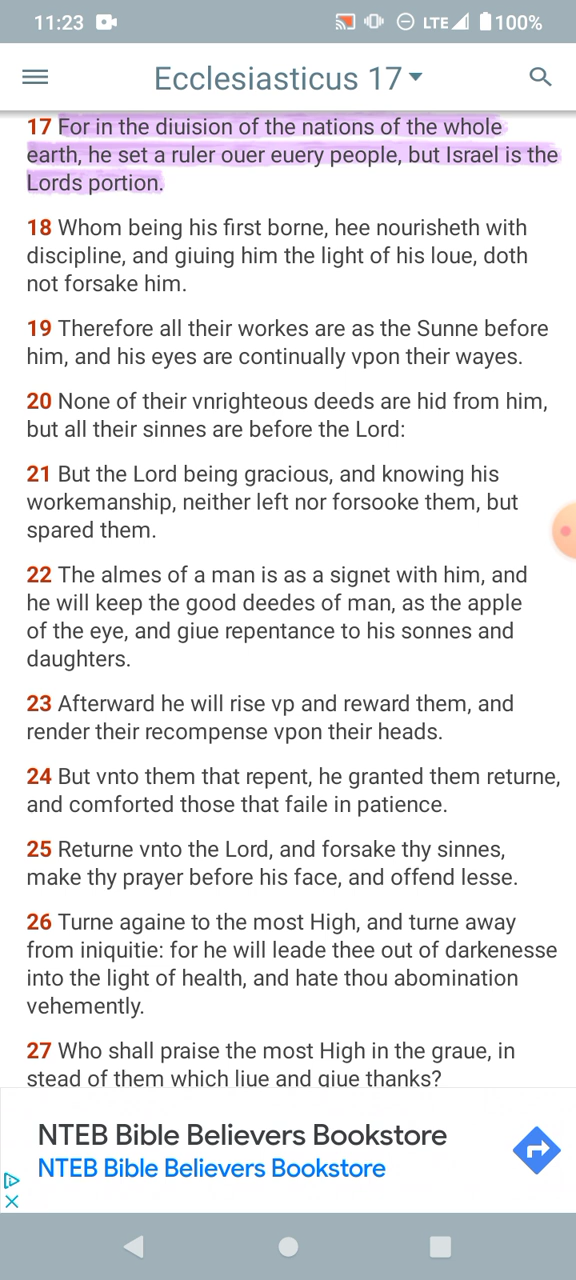 11:23 LTE 100%
Ecclesiasticus 17
17 For in the diuision of the nations of the whole
earth, he set a ruler ouer euery people, but Israel is the
Lords portion.
18 Whom being his first borne, hee nourisheth with
discipline, and giuing him the light of his loue, doth
not forsake him.
19 Therefore all their workes are as the Sunne before
him, and his eyes are continually vpon their wayes.
20 None of their vnrighteous deeds are hid from him,
but all their sinnes are before the Lord:
21 But the Lord being gracious, and knowing his
workemanship, neither left nor forsooke them, but
spared them.
22 The almes of a man is as a signet with him, and
he will keep the good deedes of man, as the apple
of the eye, and giue repentance to his sonnes and
daughters.
23 Afterward he will rise vp and reward them, and
render their recompense vpon their heads.
24 But vnto them that repent, he granted them returne,
and comforted those that faile in patience.
25 Returne vnto the Lord, and forsake thy sinnes,
make thy prayer before his face, and offend lesse.
26 Turne againe to the most High, and turne away
from iniquitie: for he will leade thee out of darkenesse
into the light of health, and hate thou abomination
vehemently.
27 Who shall praise the most High in the graue, in
stead of them which liue and giue thanks?
NTEB Bible Believers Bookstore
NTEB Bible Believers Bookstore